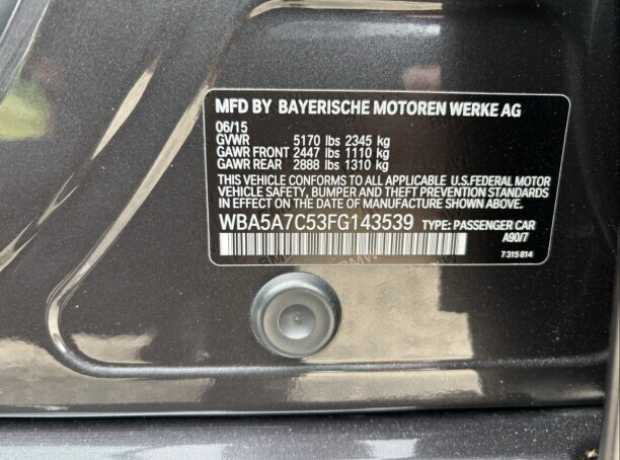 MFD BY BAYERISCHE MOTOREN WERKE AG
06/15
GVWR 5170 lbs 2345 kg
GAWR FRONT 2447 lbs 1110 kg
GAWR REAR 2888 lbs 1310 kg
THIS VEHICLE CONFORMS TO ALL APPLICABLE U.S.FEDERAL MOTOR
VEHICLE SAFETY, BUMPER AND THEFT PREVENTION STANDARDS
IN EFFECT ON THE DATE OF MANUFACTURE SHOWN ABOVE.
WBA5A7C53FG143539 TYPE: PASSENGER CAR
A90/7
7 315 814